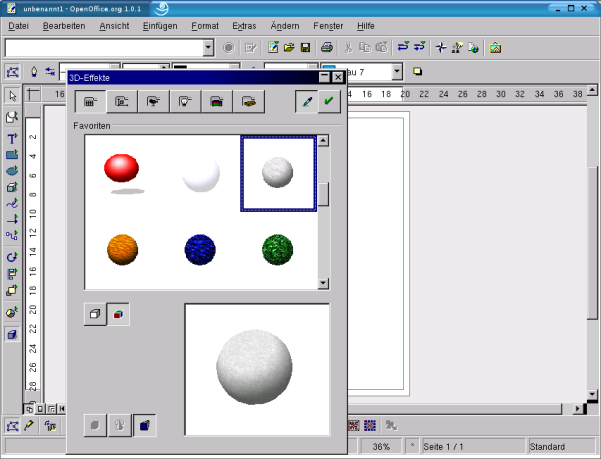 unbenannt1 - OpenOffice.org 1.0.1
Datei Bearbeiten Ansicht Einfügen Format Extras Ändern Fenster Hilfe
au 7
3D-Effekte
16 14 16 18 20 22 24 26 28 30 32 34 36 38
Favoriten
2
4
6
8
10
12
14
16
18
20
22
24
26
28
36% * Seite 1 / 1 Standard